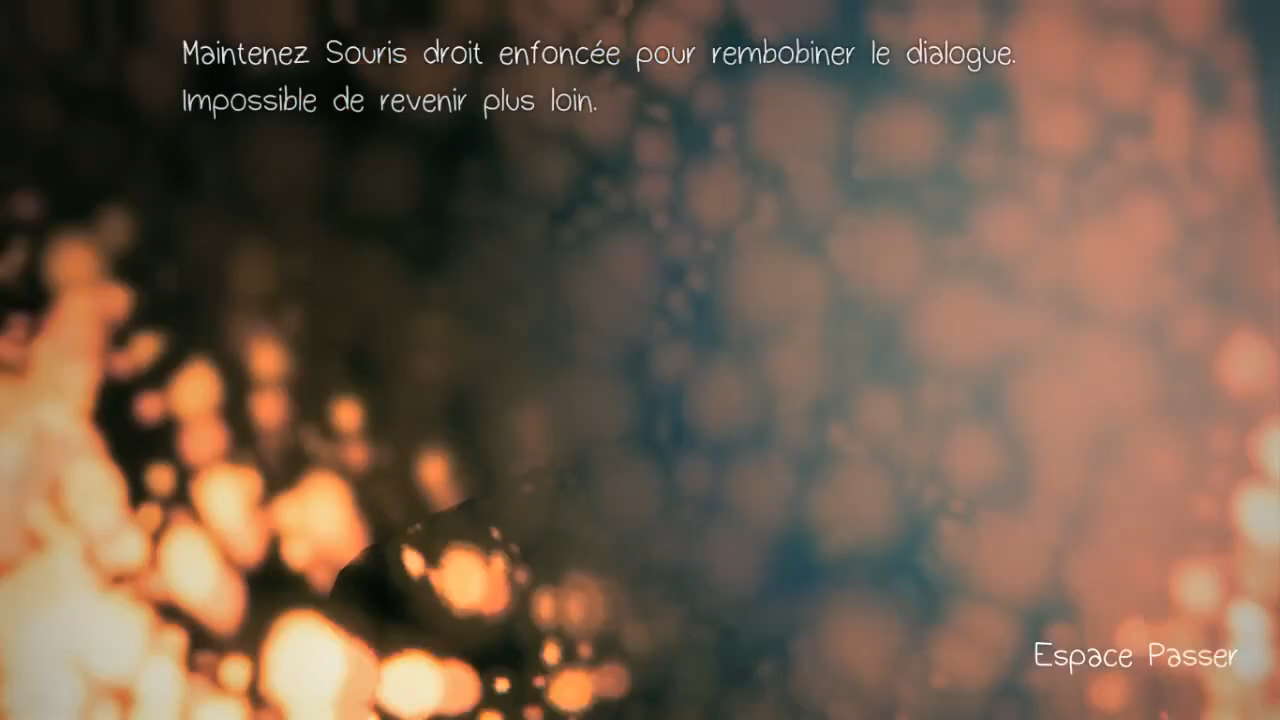 Maintenez Souris droit enfoncée pour rembobiner le dialogue.
Impossible de revenir plus loin.
Espace Passer